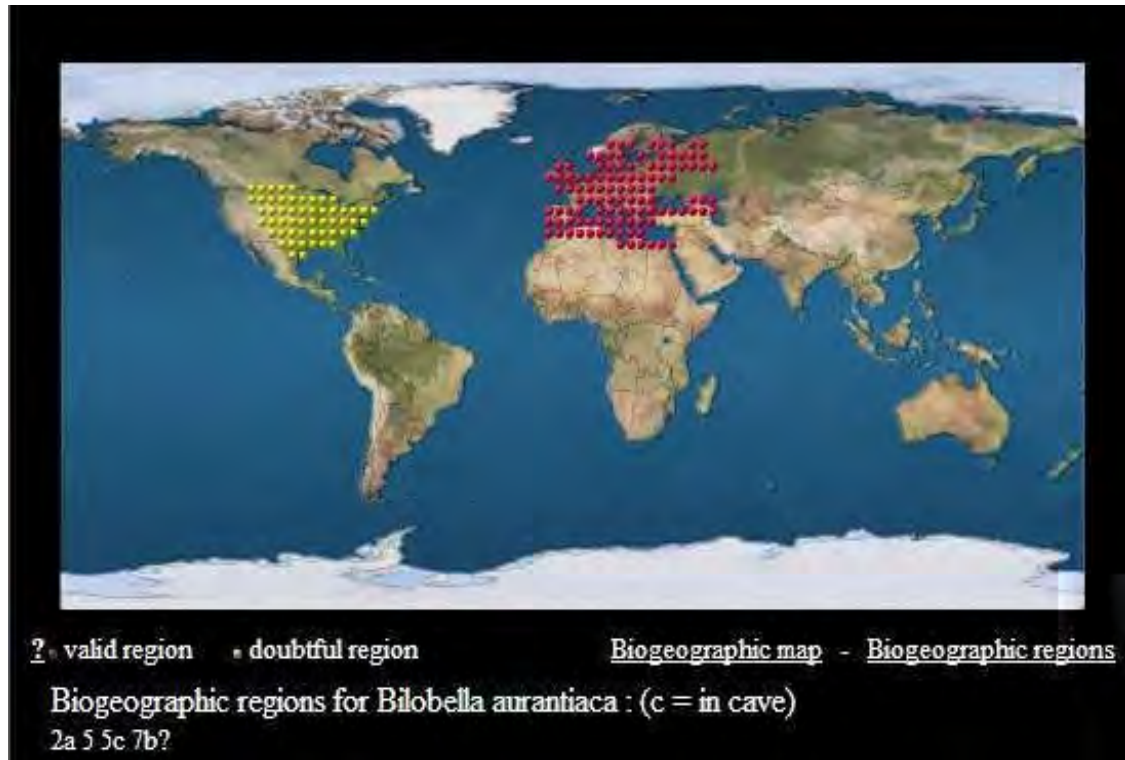 ? valid region doubtful region Biogeographic map - Biogeographic regions
Biogeographic regions for Bilobella aurantiaca : (c = in cave)
2a 5 5c 7b?